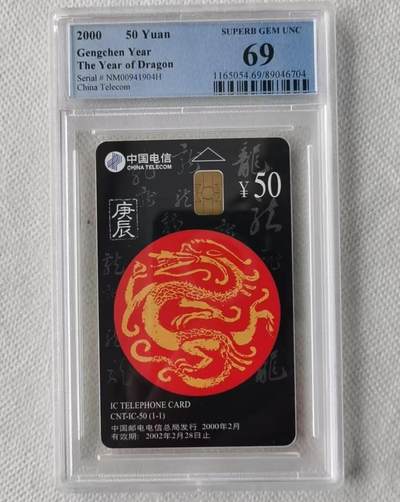 2000 50 Yuan
Gengchen Year
The Year of Dragon
Serial # NM00941904H
China Telecom
SUPERB GEM UNC
69
1165054.69/89046704
中国电信
CHINA TELECOM
¥50
庚辰
龍
龍
IC TELEPHONE CARD
CNT-IC-50 (1-1)
中国邮电电信总局发行 2000年2月
有效期: 2002年2月28日止